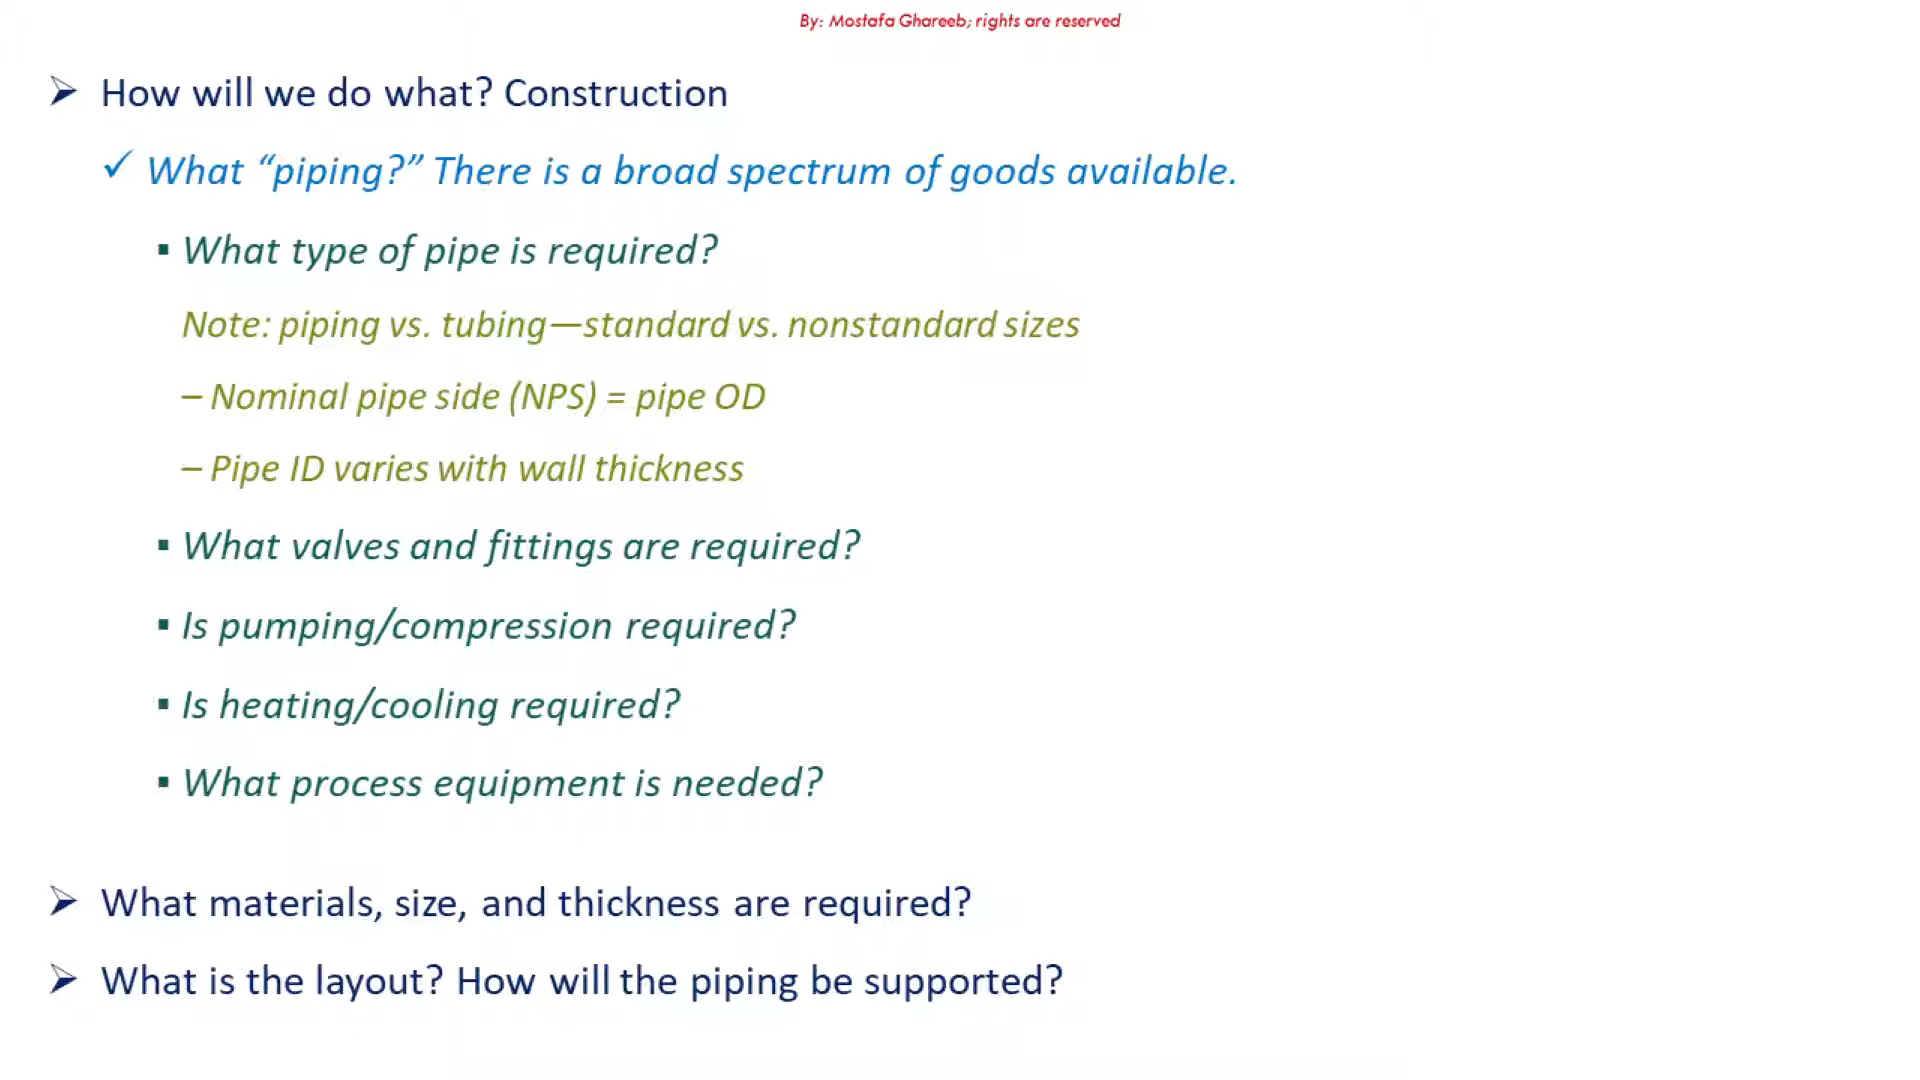 By: Mostafa Ghareeb; rights are reserved
➢ How will we do what? Construction
✓ What “piping?” There is a broad spectrum of goods available.
▪ What type of pipe is required?
Note: piping vs. tubing—standard vs. nonstandard sizes
– Nominal pipe side (NPS) = pipe OD
– Pipe ID varies with wall thickness
▪ What valves and fittings are required?
▪ Is pumping/compression required?
▪ Is heating/cooling required?
▪ What process equipment is needed?
➢ What materials, size, and thickness are required?
➢ What is the layout? How will the piping be supported?